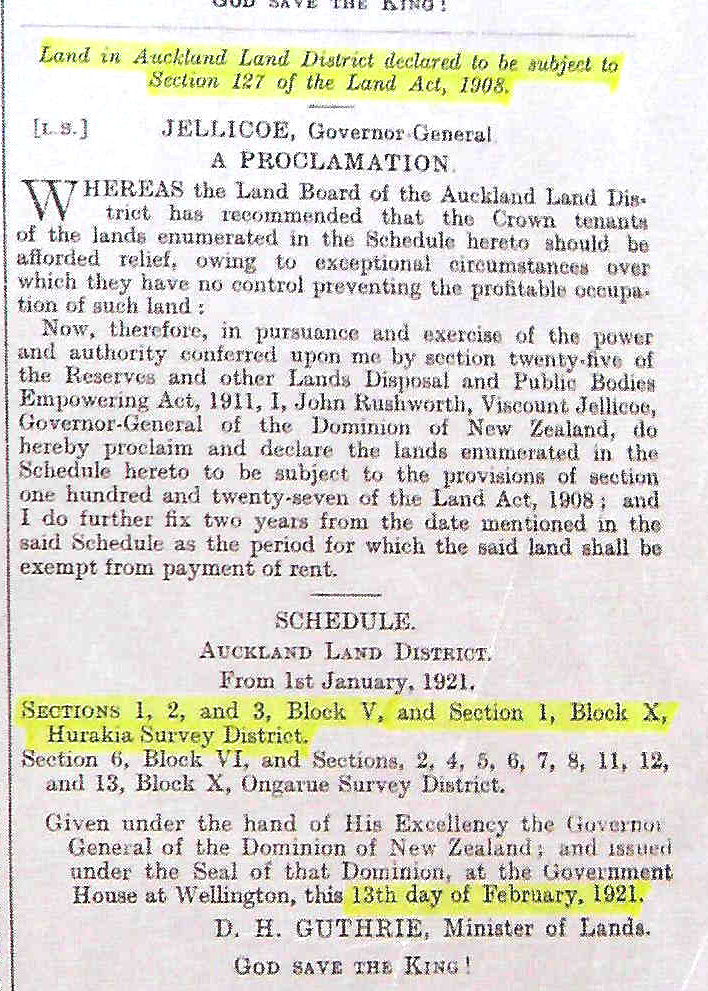 GOD SAVE THE KING!
Land in Auckland Land District declared to be subject to
Section 127 of the Land Act, 1908.
[L.S.] JELLICOE, Governor-General
A PROCLAMATION.
WHEREAS the Land Board of the Auckland Land Dis-
trict has recommended that the Crown tenants
of the lands enumerated in the Schedule hereto should be
afforded relief, owing to exceptional circumstances over
which they have no control preventing the profitable occupa-
tion of such land:
Now, therefore, in pursuance and exercise of the power
and authority conferred upon me by section twenty-five of
the Reserves and other Lands Disposal and Public Bodies
Empowering Act, 1911, I, John Rushworth, Viscount Jellicoe,
Governor-General of the Dominion of New Zealand, do
hereby proclaim and declare the lands enumerated in the
Schedule hereto to be subject to the provisions of section
one hundred and twenty-seven of the Land Act, 1908; and
I do further fix two years from the date mentioned in the
said Schedule as the period for which the said land shall be
exempt from payment of rent.
SCHEDULE.
AUCKLAND LAND DISTRICT.
From 1st January, 1921.
SECTIONS 1, 2, and 3, Block V, and Section 1, Block X,
Hurakia Survey District.
Section 6, Block VI, and Sections, 2, 4, 5, 6, 7, 8, 11, 12,
and 13, Block X, Ongarue Survey District.
Given under the hand of His Excellency the Governor
General of the Dominion of New Zealand; and issued
under the Seal of that Dominion, at the Government
House at Wellington, this 13th day of February, 1921.
D. H. GUTHRIE, Minister of Lands.
GOD SAVE THE KING!